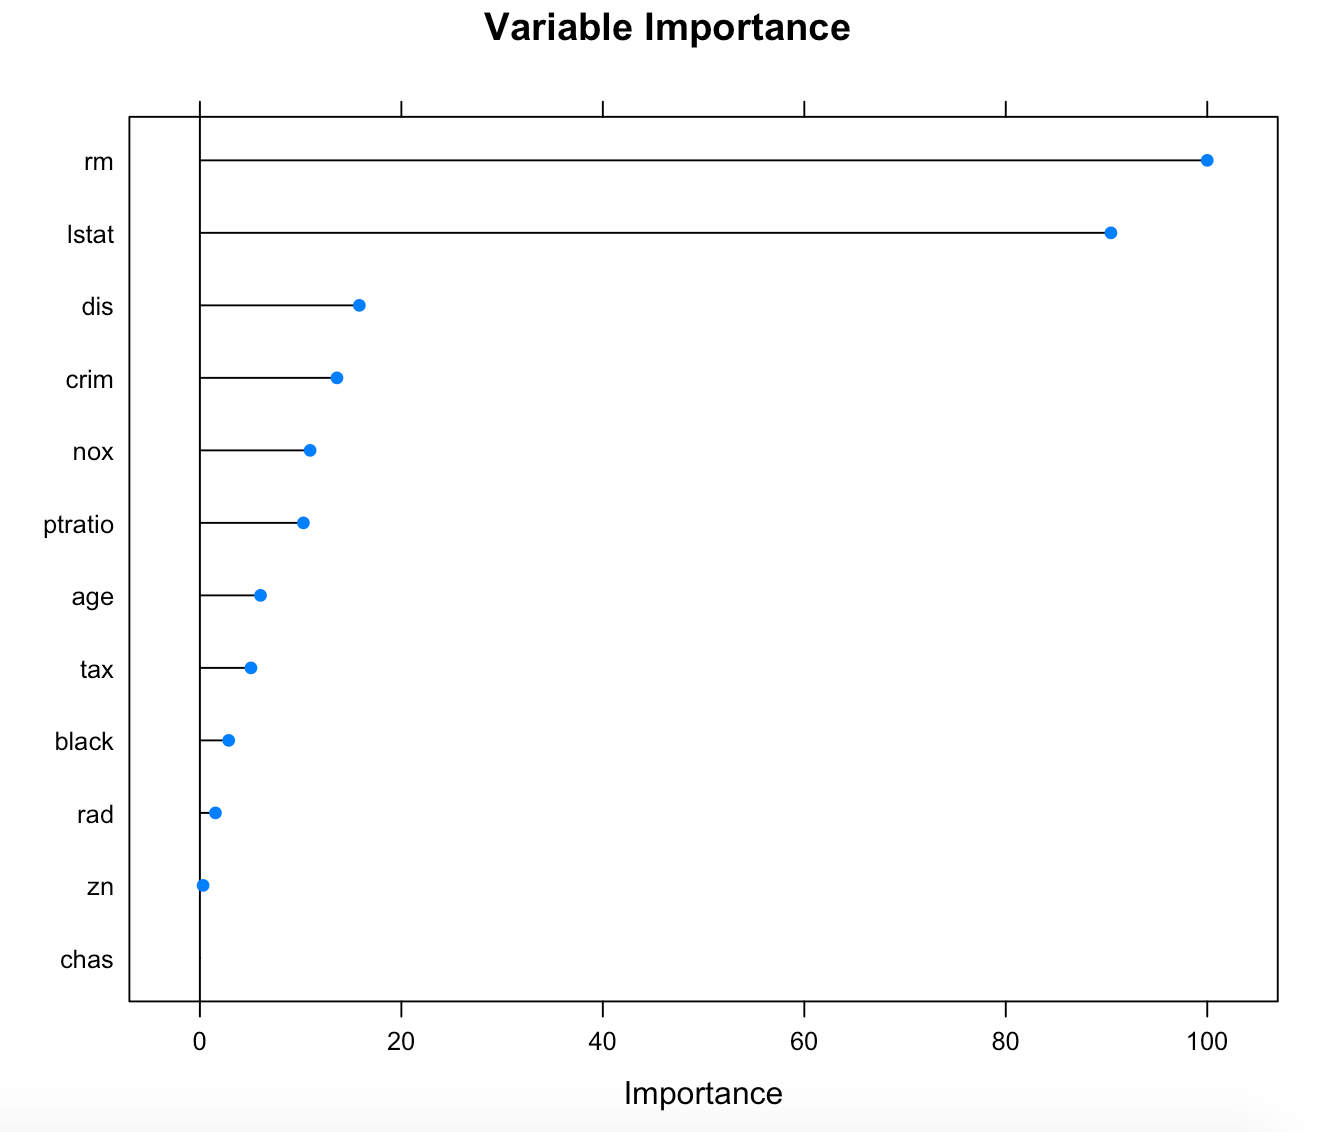 Variable Importance
rm
lstat
dis
crim
nox
ptratio
age
tax
black
rad
zn
chas
0 20 40 60 80 100
Importance